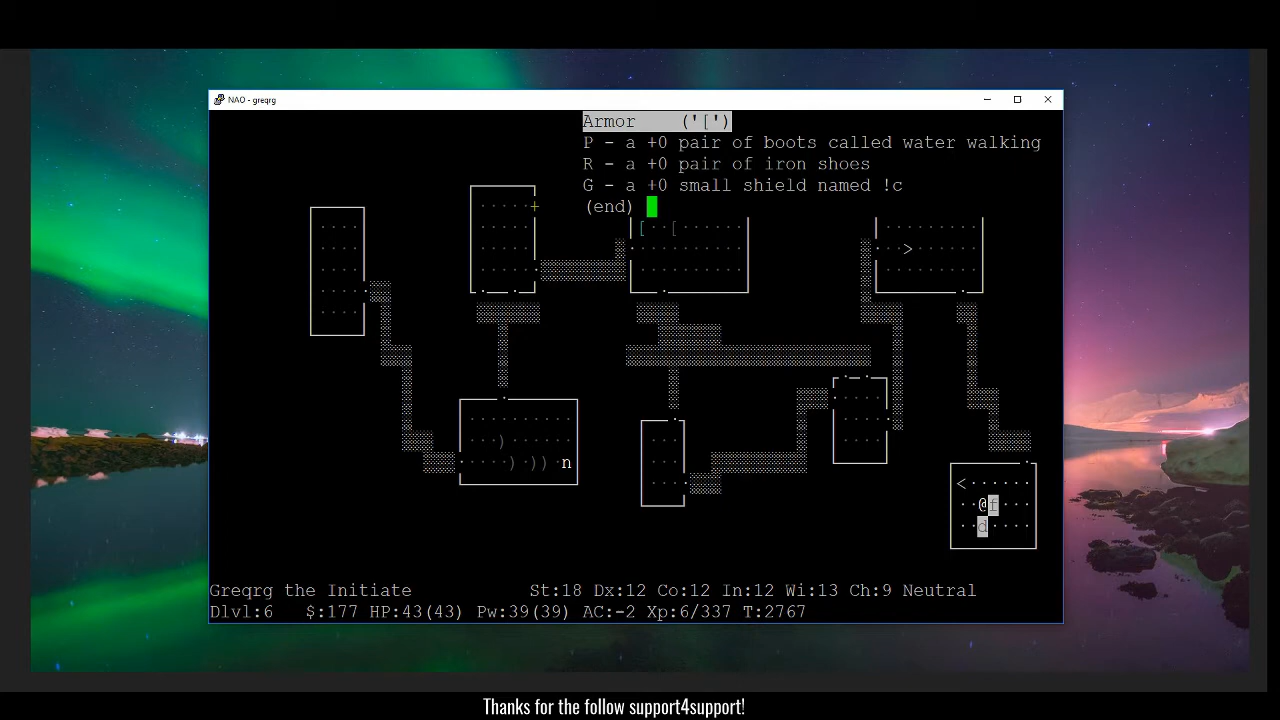 NAO - greqrg
Armor ('[')
P - a +0 pair of boots called water walking
R - a +0 pair of iron shoes
G - a +0 small shield named !c
(end)
+
[ [
>
)
) ) ) n
<
@ f
d
Greqrg the Initiate St:18 Dx:12 Co:12 In:12 Wi:13 Ch:9 Neutral
Dlvl:6 $:177 HP:43(43) Pw:39(39) AC:-2 Xp:6/337 T:2767
Thanks for the follow support4support!